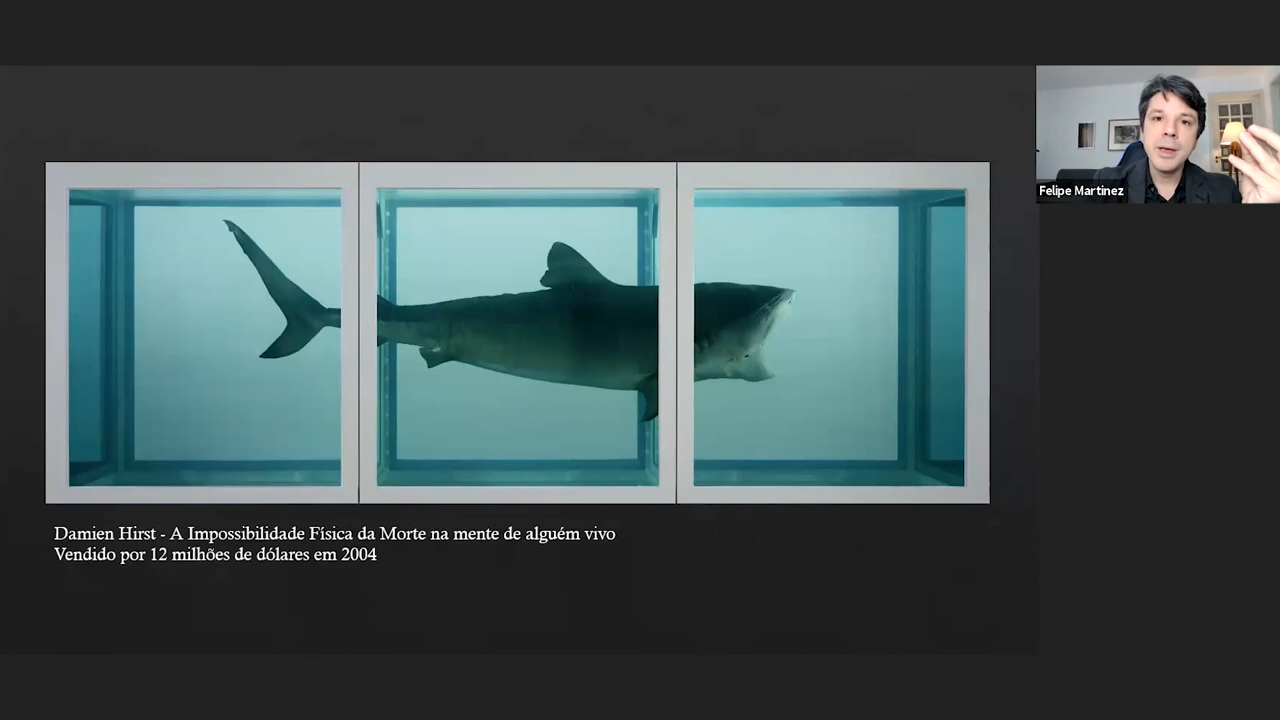 Felipe Martinez
Damien Hirst - A Impossibilidade Física da Morte na mente de alguém vivo
Vendido por 12 milhões de dólares em 2004